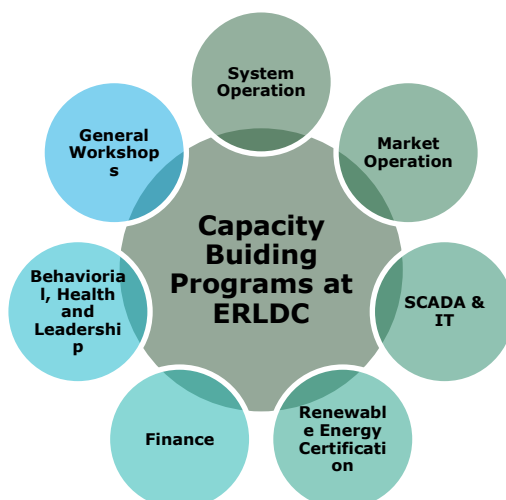 System
Operation
Market
Operation
SCADA &
IT
Renewabl
e Energy
Certificati
on
Finance
Behavioria
l, Health
and
Leadershi
p
General
Workshop
s
Capacity
Buiding
Programs at
ERLDC